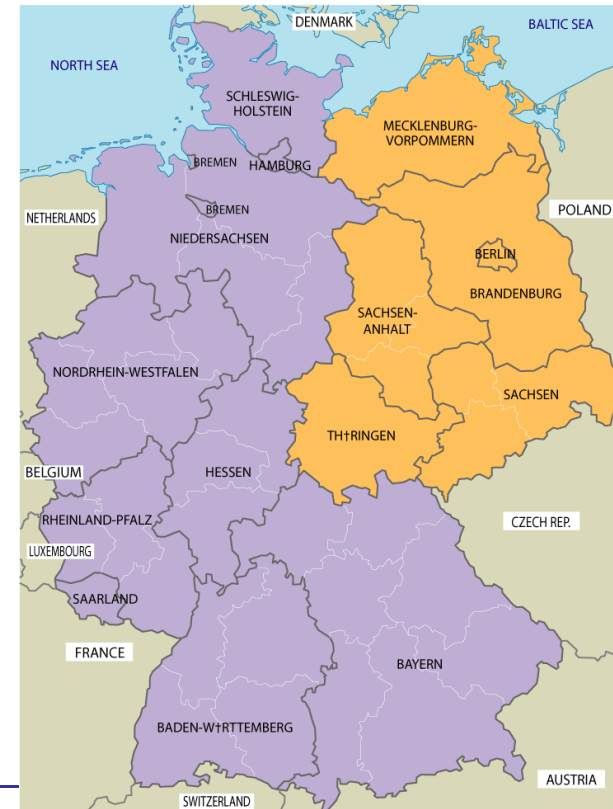 DENMARK
BALTIC SEA
NORTH SEA
SCHLESWIG-
HOLSTEIN
MECKLENBURG-
VORPOMMERN
BREMEN
HAMBURG
BREMEN
NETHERLANDS
POLAND
NIEDERSACHSEN
BERLIN
BRANDENBURG
SACHSEN-
ANHALT
NORDRHEIN-WESTFALEN
SACHSEN
TH†RINGEN
BELGIUM
HESSEN
RHEINLAND-PFALZ
CZECH REP.
LUXEMBOURG
SAARLAND
FRANCE
BAYERN
BADEN-W†RTTEMBERG
AUSTRIA
SWITZERLAND